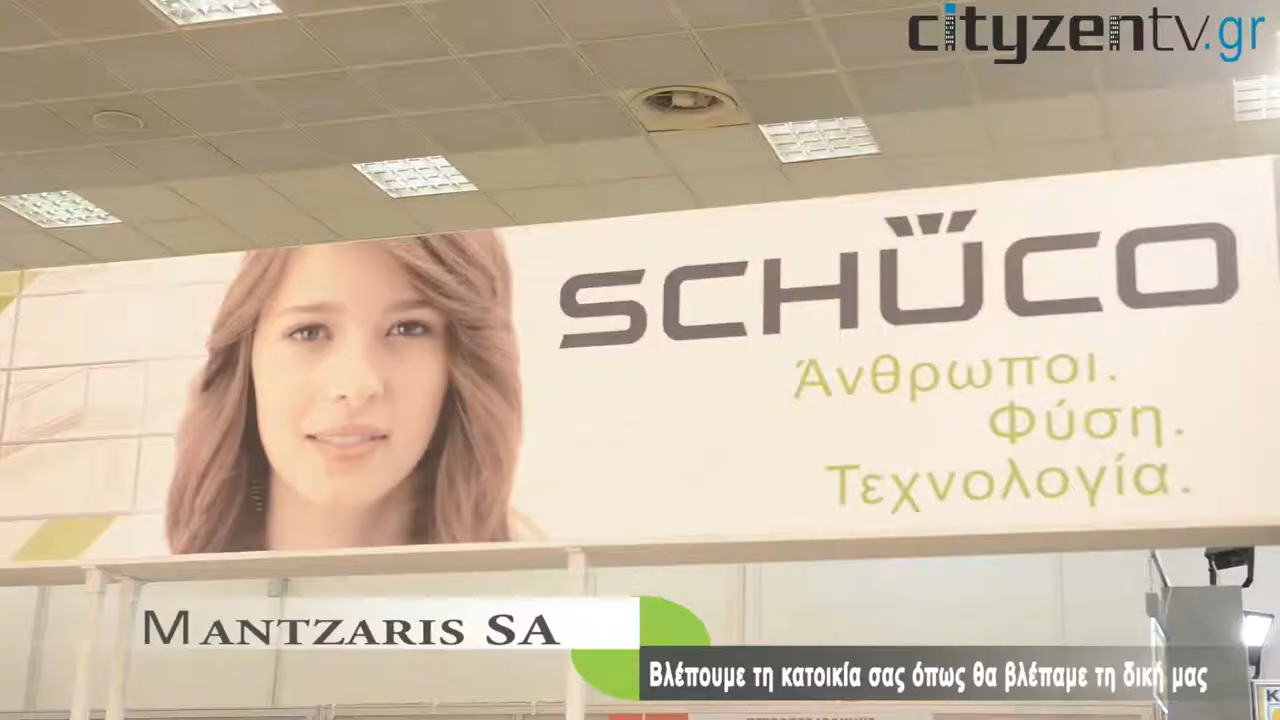 cityzentv.gr
SCHÜCO
Άνθρωποι.
Φύση.
Τεχνολογία.
MANTZARIS SA
Βλέπουμε τη κατοικία σας όπως θα βλέπαμε τη δική μας